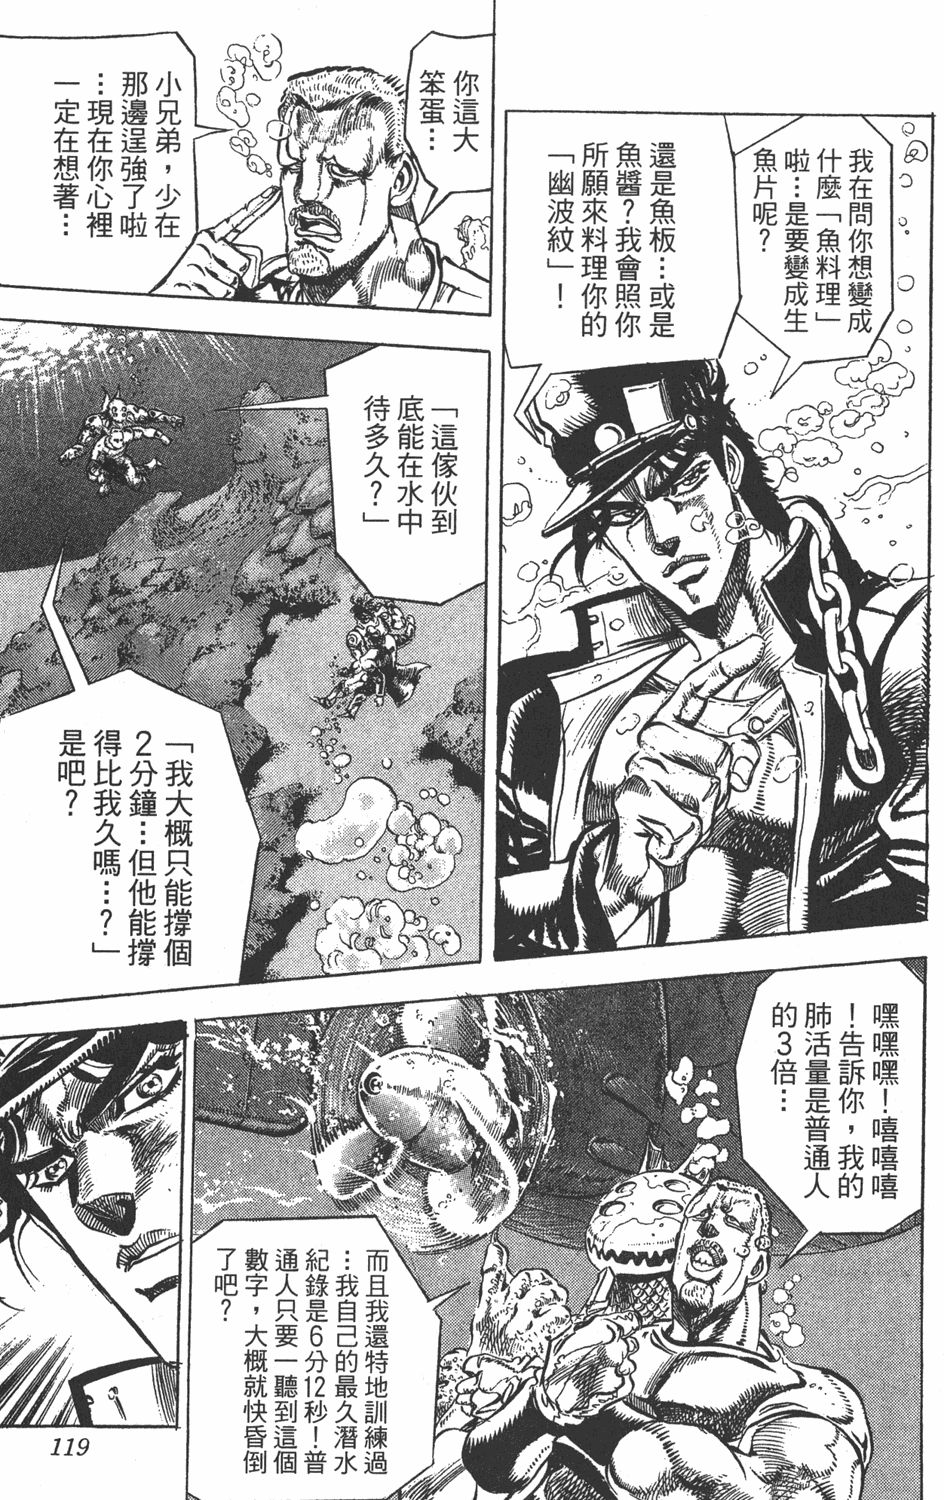 我在問你想變成
什麼「魚料理」
啦…是要變成生
魚片呢？
還是魚板…或是
魚醬？我會照你
所願來料理你的
「幽波紋」！
你這大
笨蛋…
小兄弟，少在
那邊逞強了啦
…現在你心裡
一定在想著…
「這傢伙到
底能在水中
待多久？」
「我大概只能撐個
2分鐘…但他能撐
得比我久嗎…？」
是吧？
嘿嘿嘿！嘻嘻嘻
！告訴你，我的
肺活量是普通人
的3倍…
而且我還特地訓練過
…我自己的最久潛水
紀錄是6分12秒！普
通人只要一聽到這個
數字，大概就快昏倒
了吧？
119